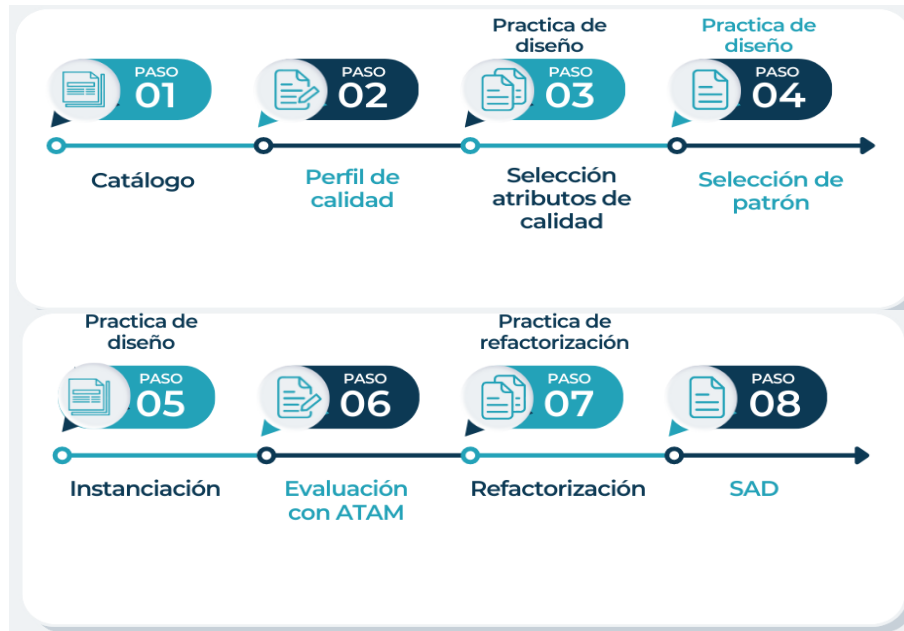 Practica de
diseño
Practica de
diseño
PASO
01
PASO
02
PASO
03
PASO
04
Catálogo
Perfil de
calidad
Selección
atributos de
calidad
Selección de
patrón
Practica de
diseño
Practica de
refactorización
PASO
05
PASO
06
PASO
07
PASO
08
Instanciación
Evaluación
con ATAM
Refactorización
SAD